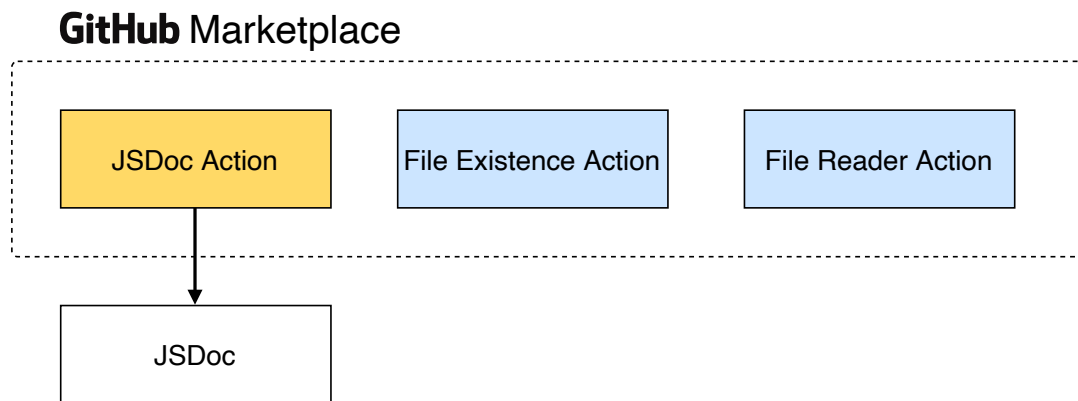 GitHub Marketplace
JSDoc Action
File Existence Action
File Reader Action
JSDoc